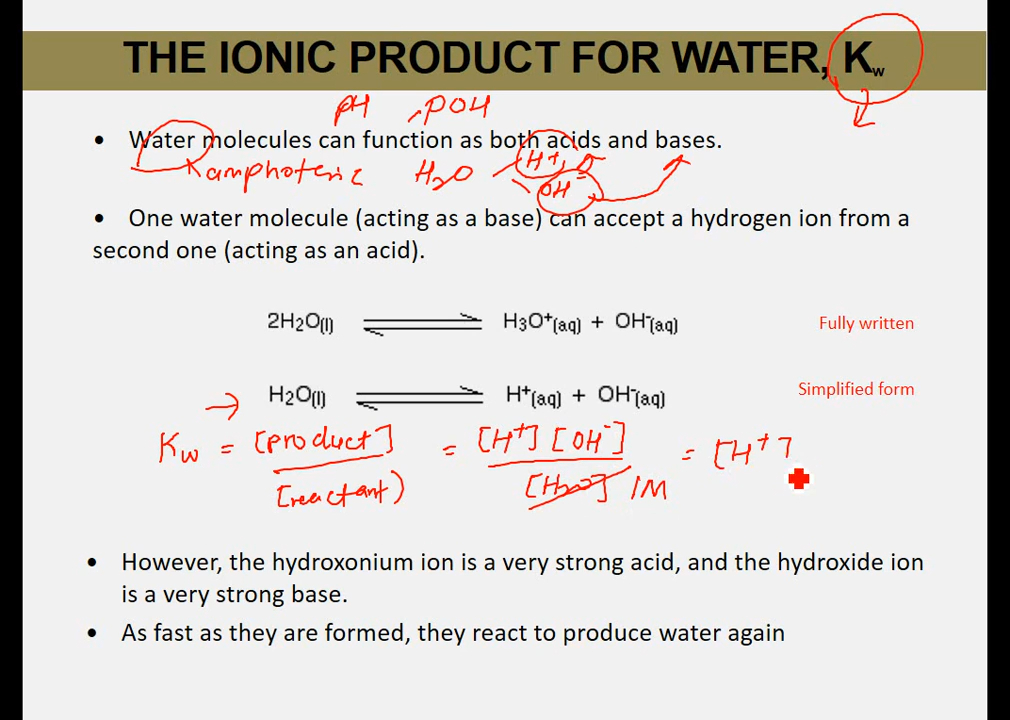 THE IONIC PRODUCT FOR WATER, Kw
pH , pOH
• Water molecules can function as both acids and bases.
amphoteric H2O H+, OH-
• One water molecule (acting as a base) can accept a hydrogen ion from a
second one (acting as an acid).
2H2O(l) ⇌ H3O+(aq) + OH-(aq) Fully written
H2O(l) ⇌ H+(aq) + OH-(aq) Simplified form
→
Kw = [product] / [reactant) = [H+] [OH-] / [H2O] 1M = [H+]
• However, the hydroxonium ion is a very strong acid, and the hydroxide ion
is a very strong base.
• As fast as they are formed, they react to produce water again